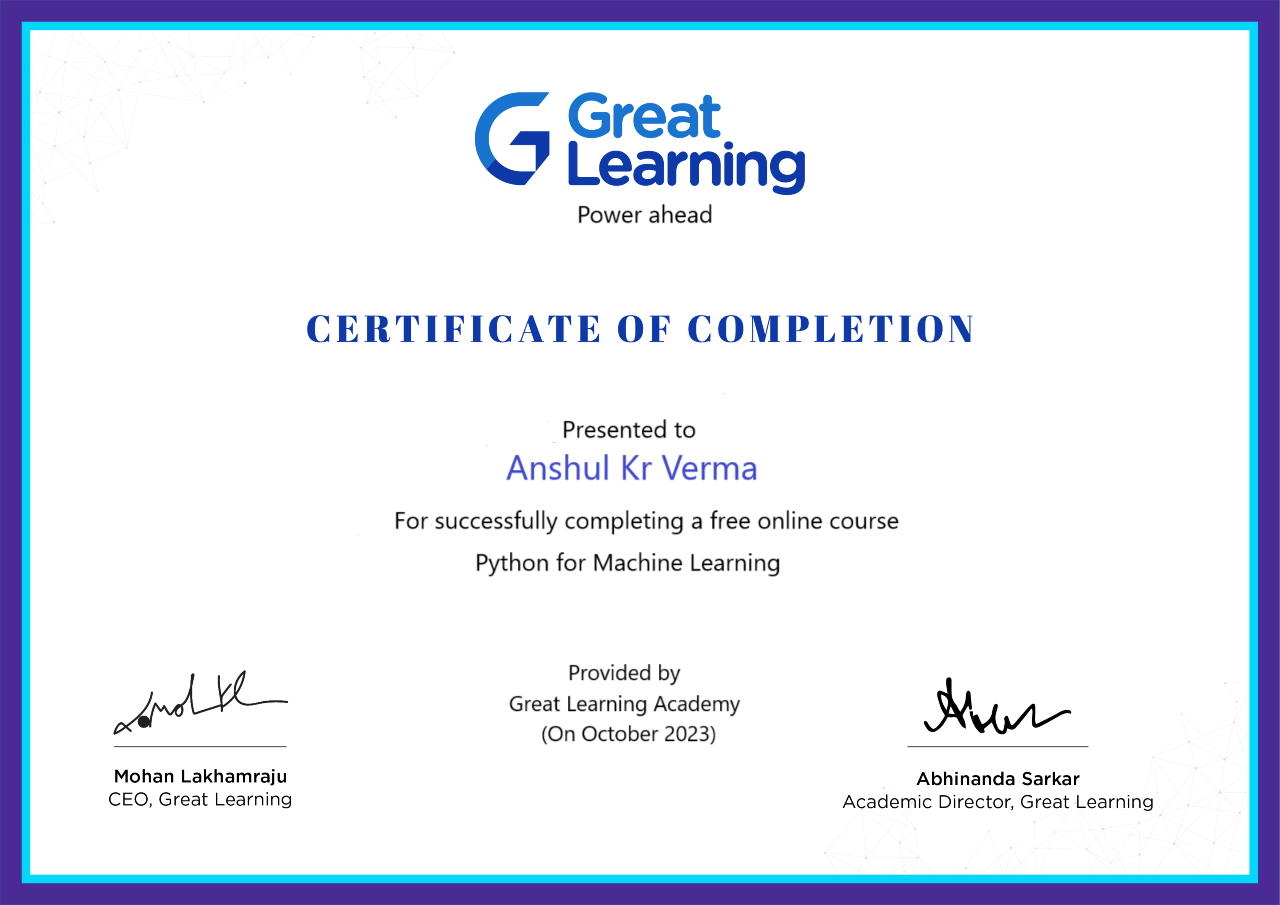 Great
Learning
Power ahead
CERTIFICATE OF COMPLETION
Presented to
Anshul Kr Verma
For successfully completing a free online course
Python for Machine Learning
Provided by
Great Learning Academy
(On October 2023)
Mohan Lakhamraju
CEO, Great Learning
Abhinanda Sarkar
Academic Director, Great Learning